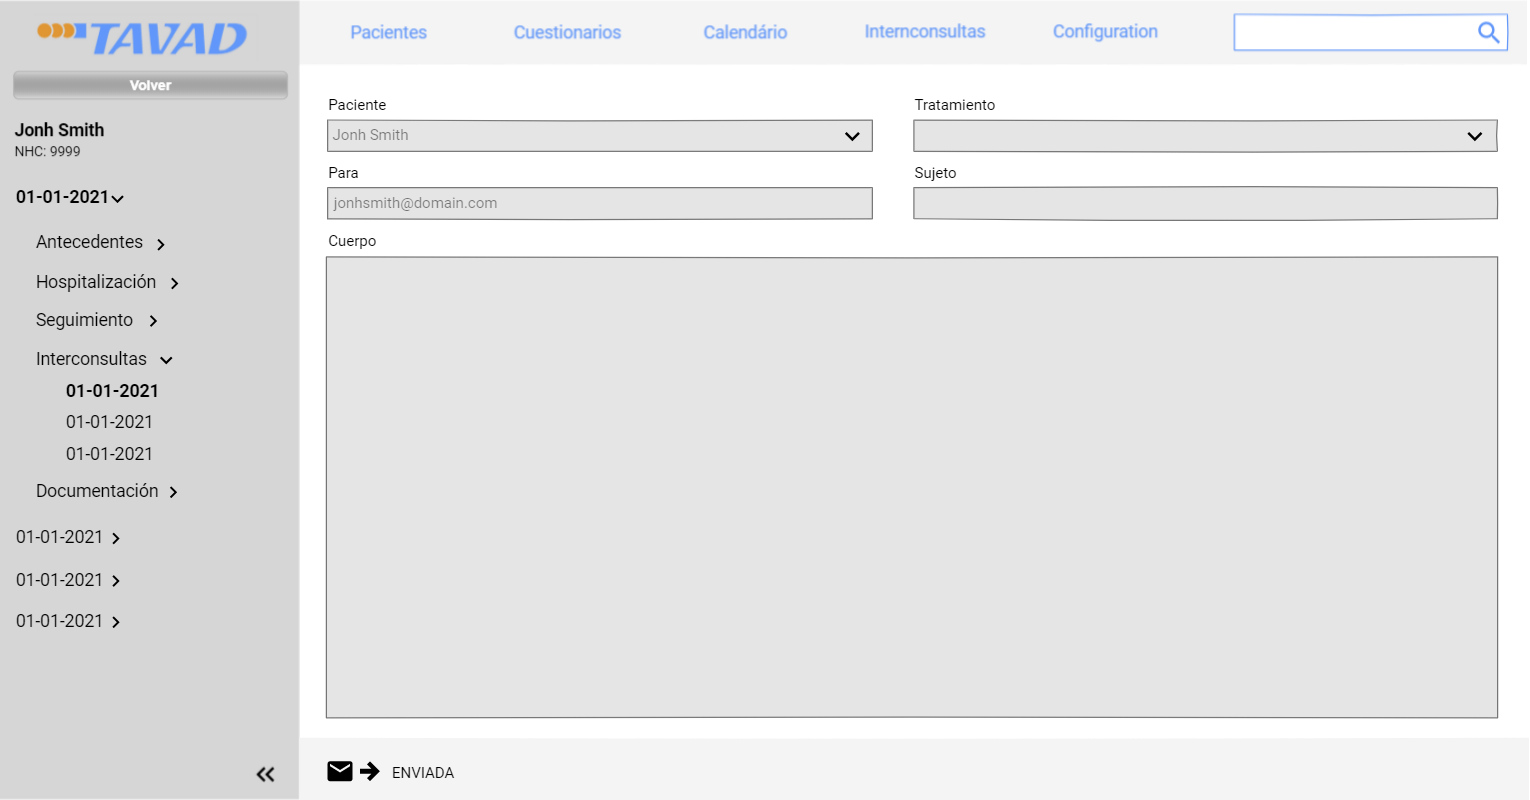 TAVAD
Volver
Jonh Smith
NHC: 9999
01-01-2021
Antecedentes
Hospitalización
Seguimiento
Interconsultas
01-01-2021
01-01-2021
01-01-2021
Documentación
01-01-2021
01-01-2021
01-01-2021
Pacientes Cuestionarios Calendário Internconsultas Configuration
Paciente Tratamiento
Jonh Smith
Para Sujeto
jonhsmith@domain.com
Cuerpo
ENVIADA